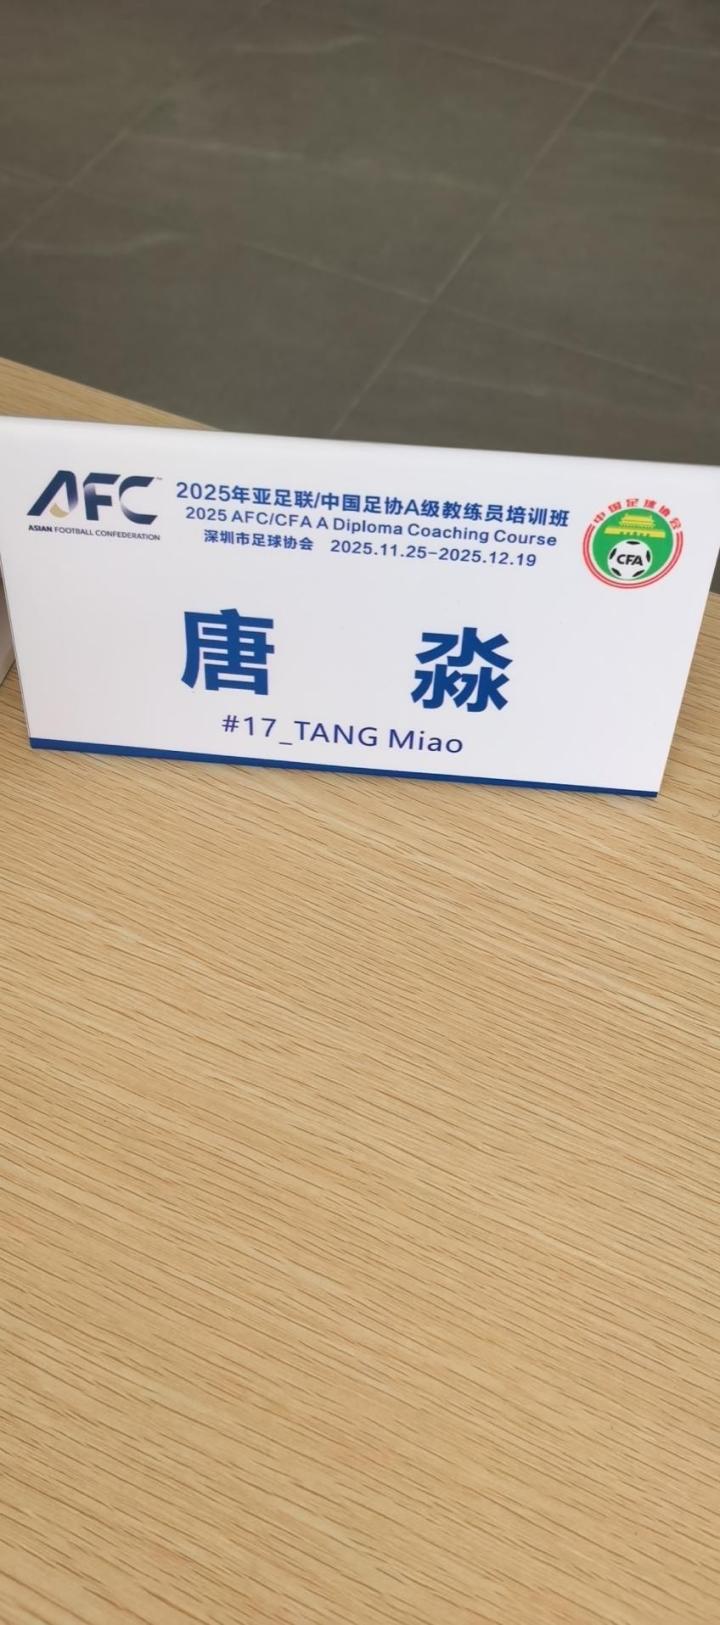 AFC™
ASIAN FOOTBALL CONFEDERATION
2025年亚足联/中国足协A级教练员培训班
2025 AFC/CFA A Diploma Coaching Course
深圳市足球协会 2025.11.25-2025.12.19
中国足球协会
CFA
唐 淼
#17_TANG Miao